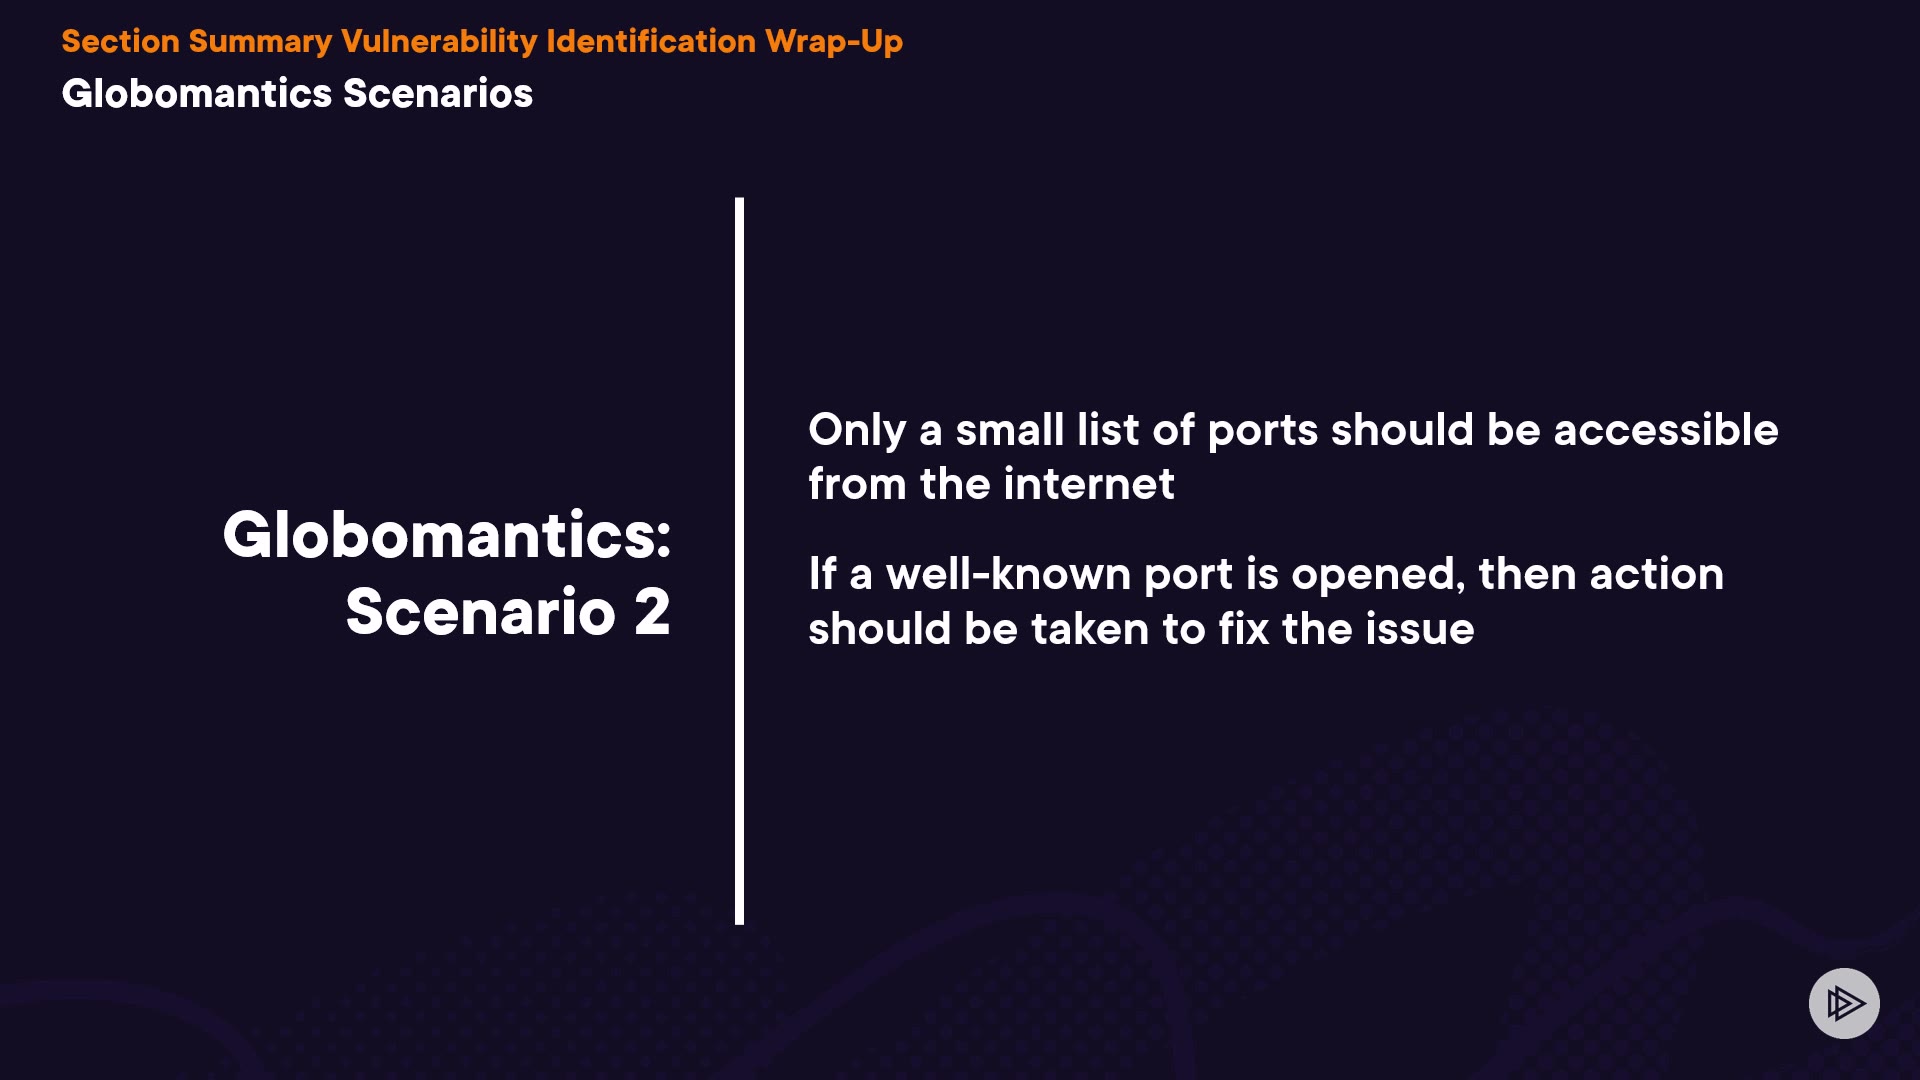 Section Summary Vulnerability Identification Wrap-Up
Globomantics Scenarios
Globomantics:
Scenario 2
Only a small list of ports should be accessible
from the internet
If a well-known port is opened, then action
should be taken to fix the issue